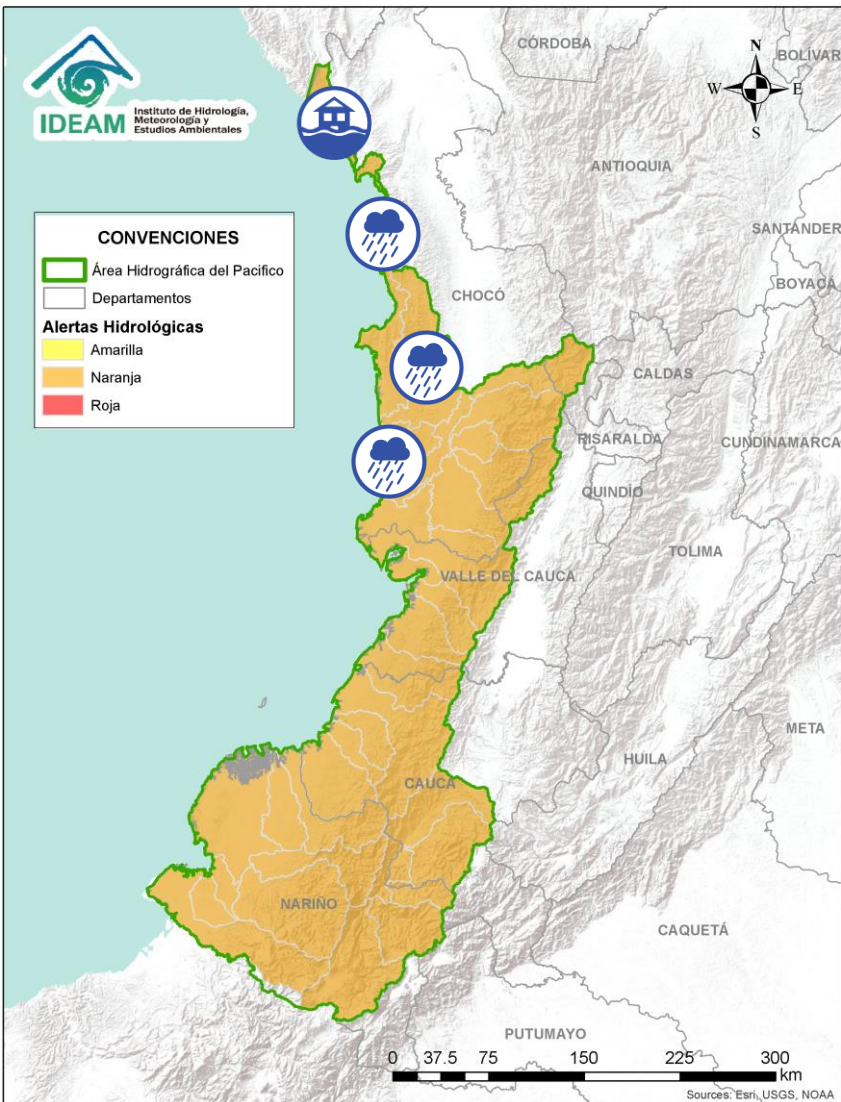 IDEAM
Instituto de Hidrología,
Meteorología y
Estudios Ambientales
CÓRDOBA
BOLÍVAR
N
W
E
S
ANTIOQUIA
SANTANDER
BOYACÁ
CONVENCIONES
Área Hidrográfica del Pacifico
Departamentos
Alertas Hidrológicas
Amarilla
Naranja
Roja
CHOCÓ
CALDAS
RISARALDA
CUNDINAMARCA
QUINDÍO
TOLIMA
VALLE DEL CAUCA
META
HUILA
CAUCA
NARIÑO
CAQUETÁ
PUTUMAYO
0 37.5 75 150 225 300
km
Sources: Esri, USGS, NOAA